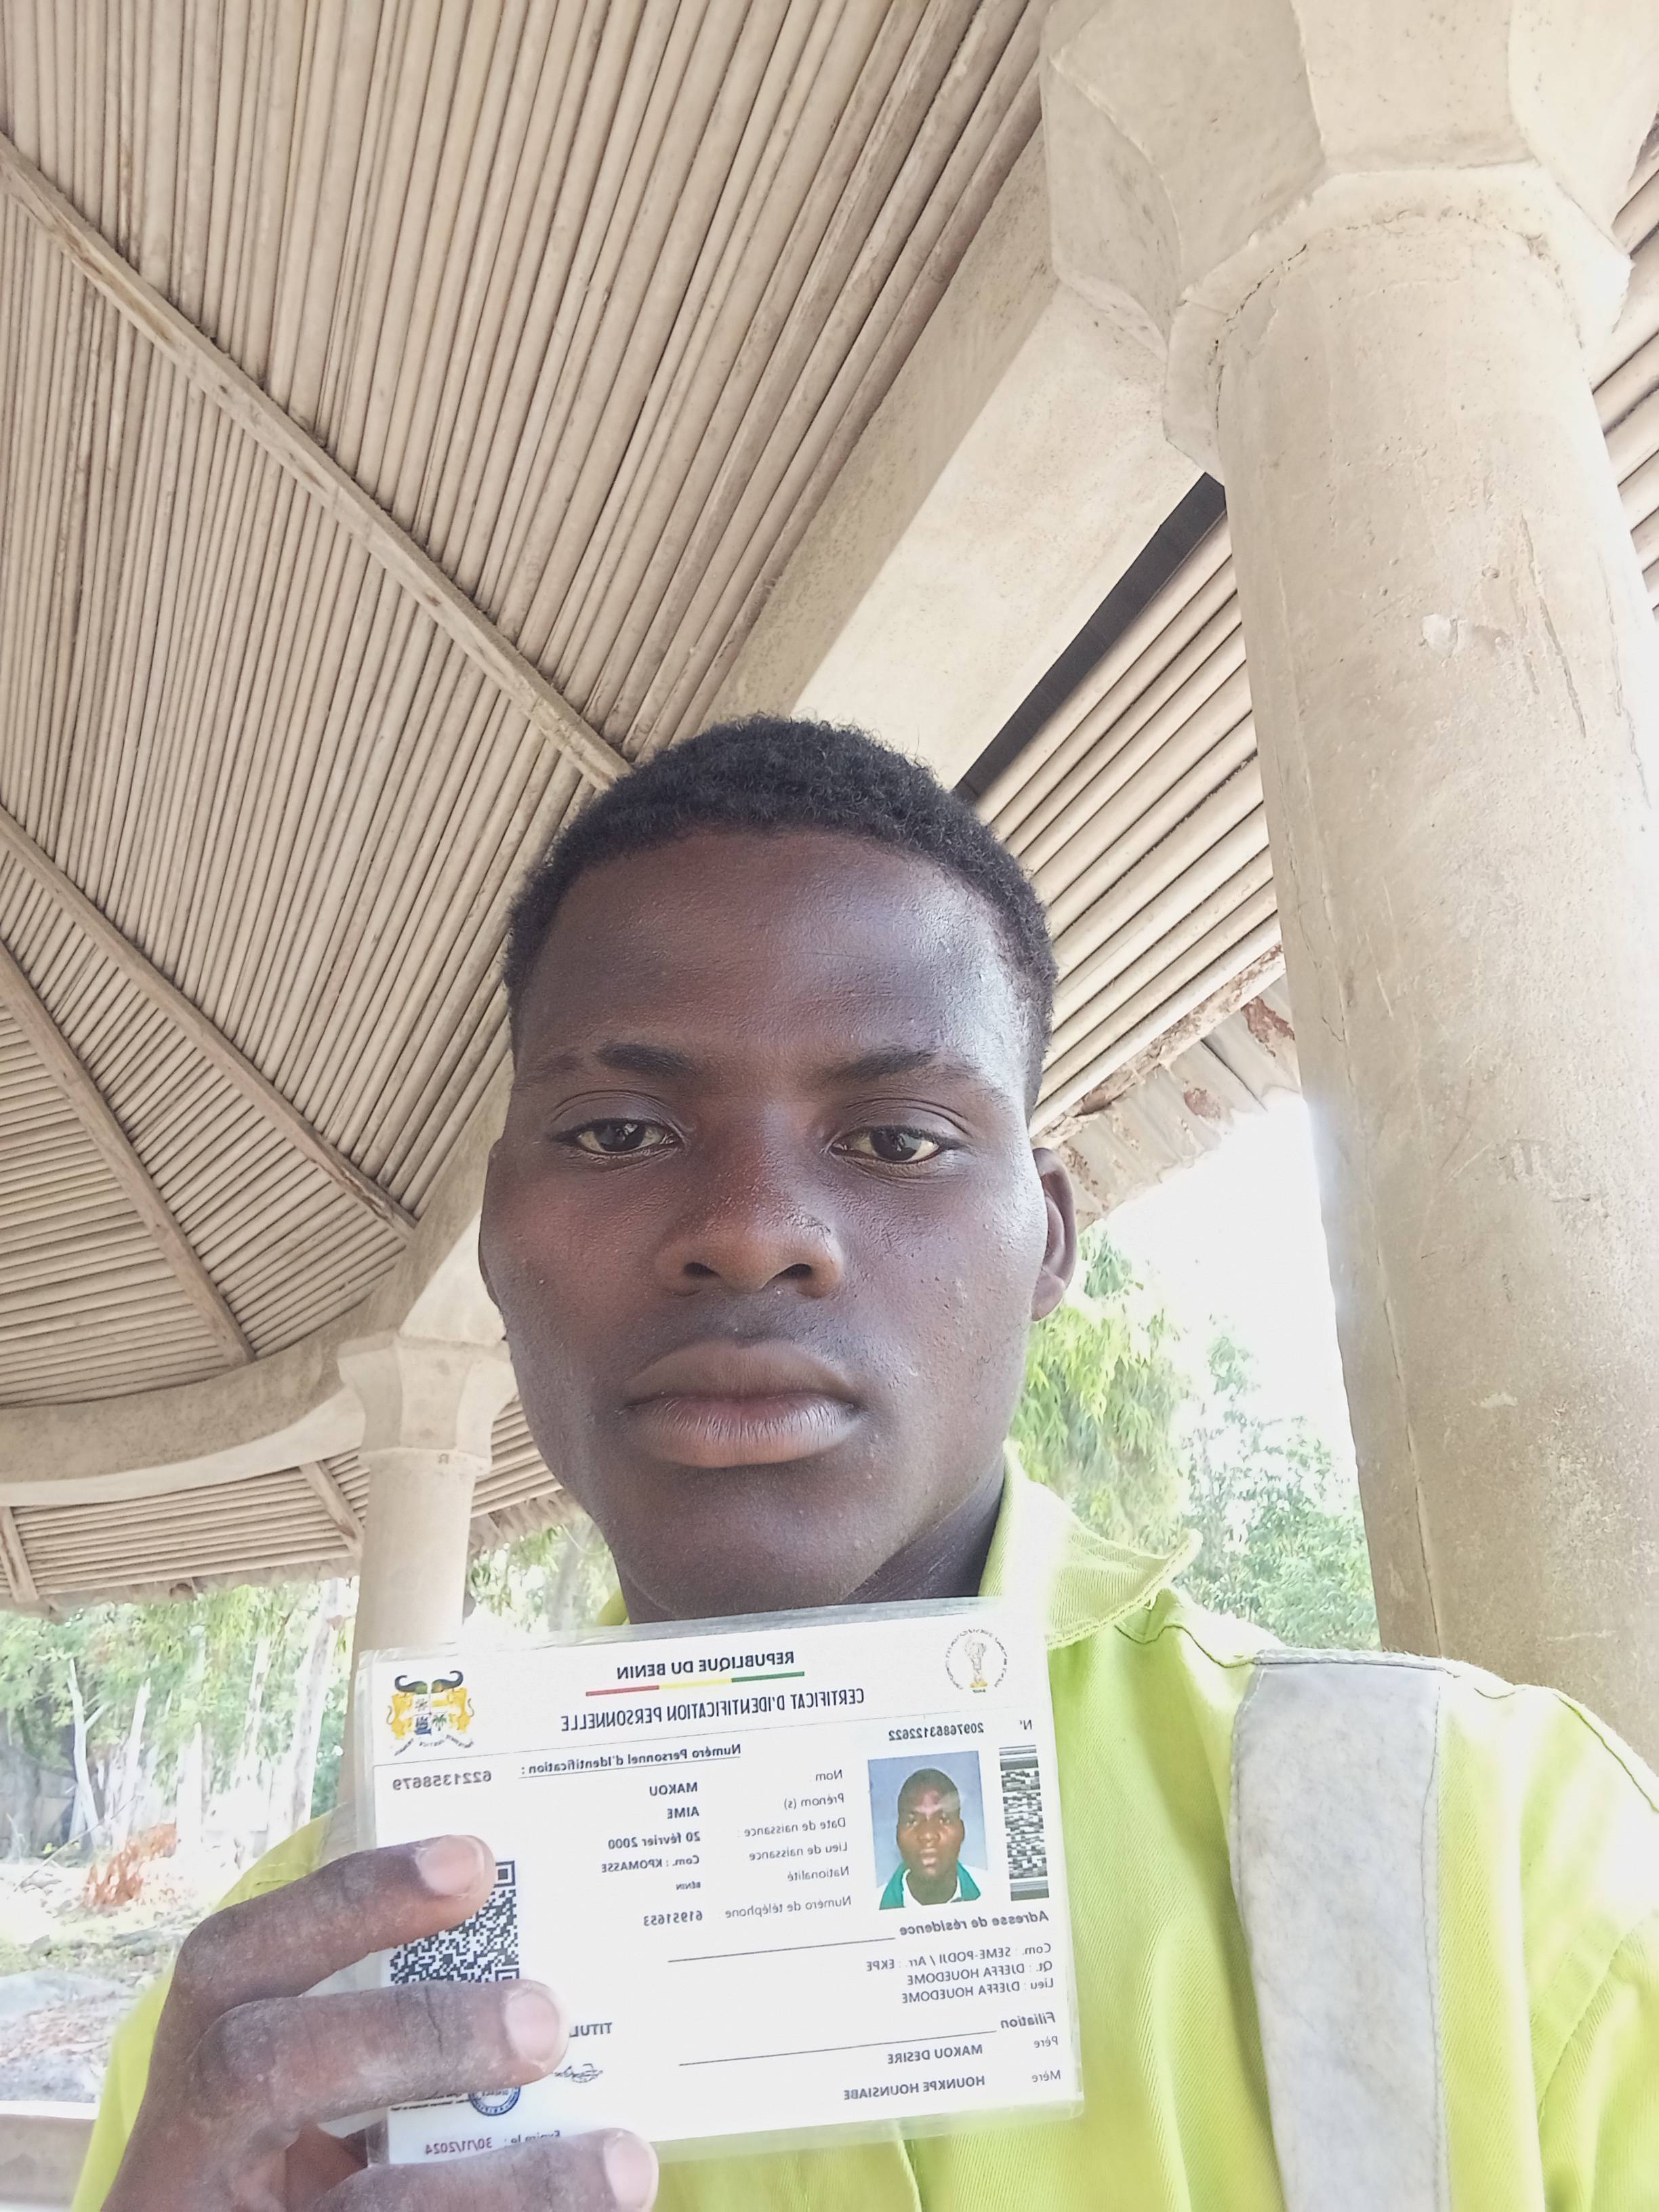 REPUBLIQUE DU BENIN
CERTIFICAT D'IDENTIFICATION PERSONNELLE
N° 20976863122622
Numéro Personnel d'Identification : 6221358679
Nom MAKOU
Prénom (s) AIME
Date de naissance : 20 février 2000
Lieu de naissance Com. : KPOMASSE
Nationalité BENIN
Numéro de téléphone 61951653
Adresse de résidence
Com. : SEME-PODJI / Arr : EKPE
Qt. : DJEFFA HOUEDOME
Lieu : DJEFFA HOUEDOME
Filiation
Père MAKOU DESIRE
Mère HOUNKPE HOUNSIABE
TITUL
Expire le : 30/11/2024